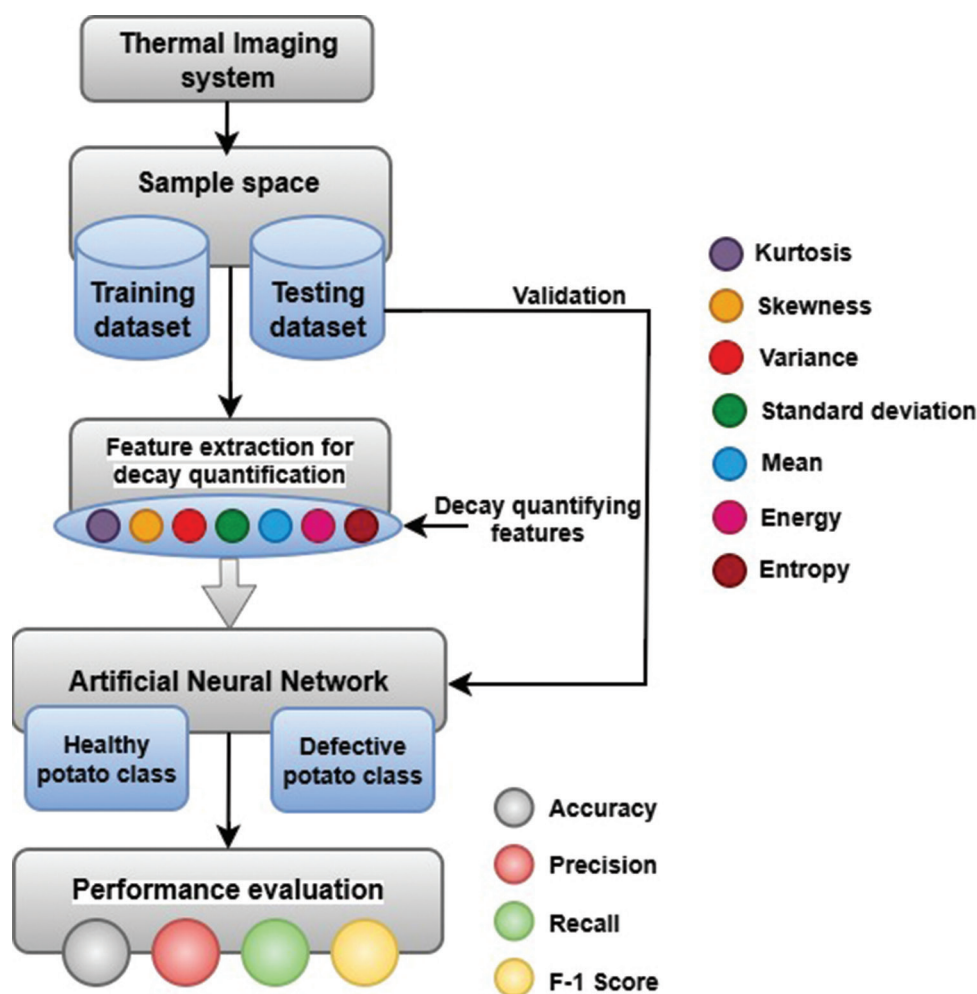 Thermal Imaging
system
Sample space
Training
dataset
Testing
dataset
Validation
Kurtosis
Skewness
Variance
Standard deviation
Mean
Energy
Entropy
Feature extraction for
decay quantification
Decay quantifying
features
Artificial Neural Network
Healthy
potato class
Defective
potato class
Performance evaluation
Accuracy
Precision
Recall
F-1 Score